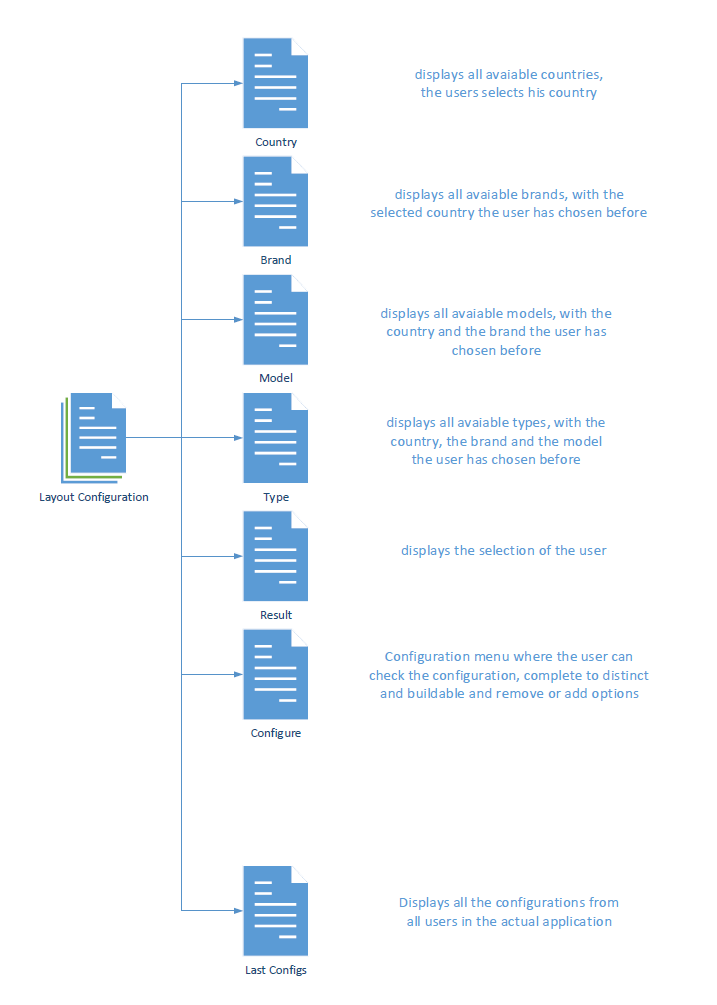 displays all avaiable countries,
the users selects his country
Country
displays all avaiable brands, with the
selected country the user has chosen before
Brand
displays all avaiable models, with the
country and the brand the user has
chosen before
Model
displays all avaiable types, with the
country, the brand and the model
the user has chosen before
Layout Configuration
Type
displays the selection of the user
Result
Configuration menu where the user can
check the configuration, complete to distinct
and buildable and remove or add options
Configure
Displays all the configurations from
all users in the actual application
Last Configs